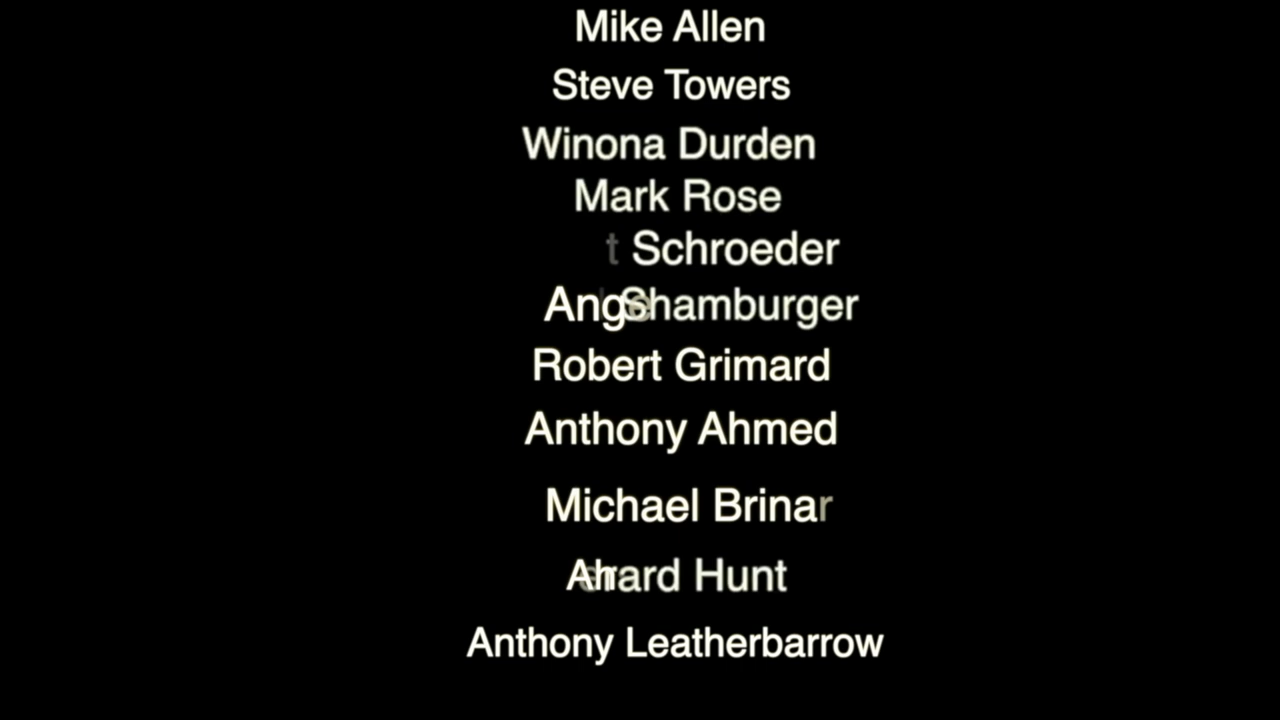 Mike Allen
Steve Towers
Winona Durden
Mark Rose
t Schroeder
Shamburger
Robert Grimard
Anthony Ahmed
Michael Brinar
Hunt
Anthony Leatherbarrow